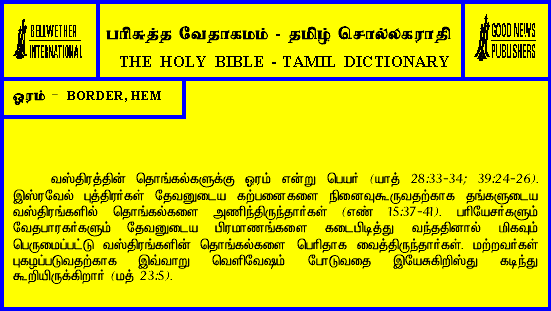 BELLWETHER
INTERNATIONAL
பரிசுத்த வேதாகமம் - தமிழ் சொல்லகராதி
THE HOLY BIBLE - TAMIL DICTIONARY
GOOD NEWS
PUBLISHERS
ஓரம் - BORDER, HEM
வஸ்திரத்தின் தொங்கல்களுக்கு ஓரம் என்று பெயர் (யாத் 28:33-34; 39:24-26).
இஸ்ரவேல் புத்திரர்கள் தேவனுடைய கற்பனைகளை நினைவுகூருவதற்காக தங்களுடைய
வஸ்திரங்களில் தொங்கல்களை அணிந்திருந்தார்கள் (எண் 15:37-41). பரிசேயர்களும்
வேதபாரகர்களும் தேவனுடைய பிரமாணங்களை கடைபிடித்து வந்ததினால் மிகவும்
பெருமைப்பட்டு வஸ்திரங்களின் தொங்கல்களை பெரிதாக வைத்திருந்தார்கள். மற்றவர்கள்
புகழப்படுவதற்காக இவ்வாறு வெளிவேஷம் போடுவதை இயேசுகிறிஸ்து கடிந்து
கூறியிருக்கிறார் (மத் 23:5).